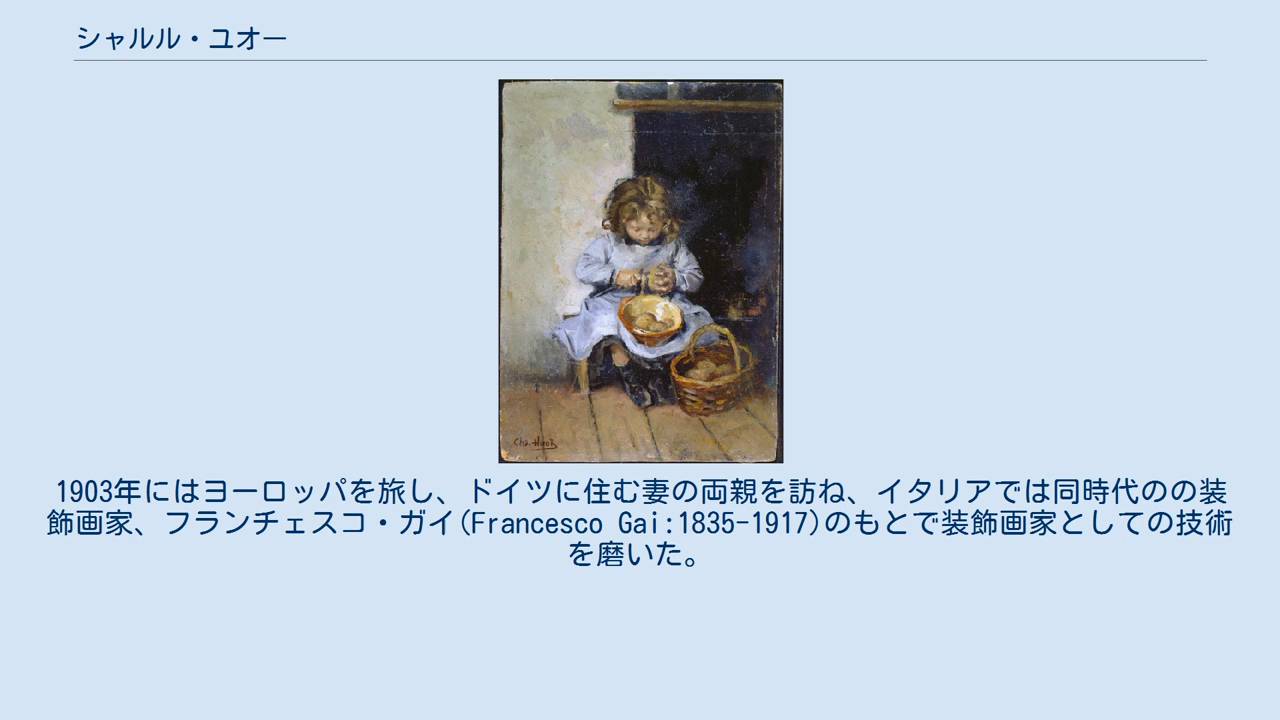 シャルル・ユオー
Cha. Huot
1903年にはヨーロッパを旅し、ドイツに住む妻の両親を訪ね、イタリアでは同時代のの装
飾画家、フランチェスコ・ガイ(Francesco Gai:1835-1917)のもとで装飾画家としての技術
を磨いた。